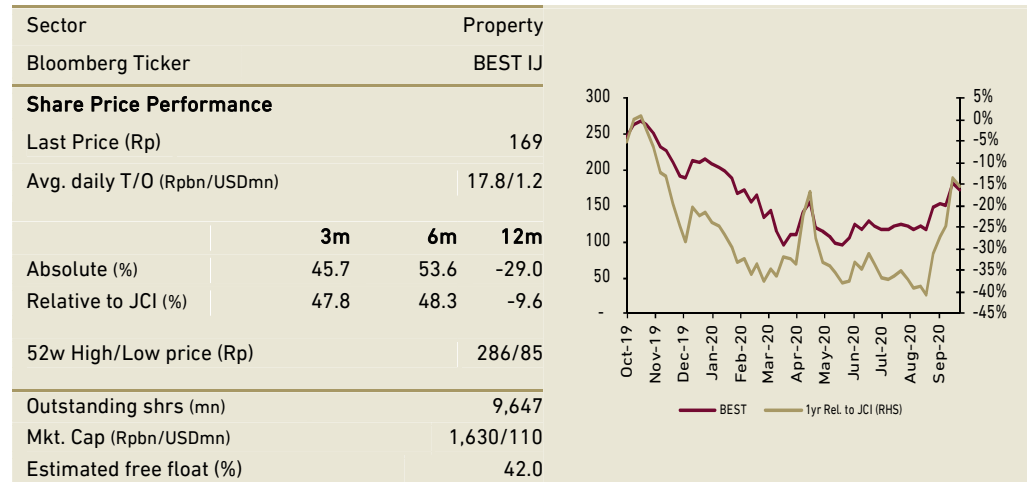 Sector Property
Bloomberg Ticker BEST IJ
Share Price Performance
Last Price (Rp) 169
Avg. daily T/O (Rpbn/USDmn) 17.8/1.2
3m 6m 12m
Absolute (%) 45.7 53.6 -29.0
Relative to JCI (%) 47.8 48.3 -9.6
52w High/Low price (Rp) 286/85
Outstanding shrs (mn) 9,647
Mkt. Cap (Rpbn/USDmn) 1,630/110
Estimated free float (%) 42.0
300
250
200
150
100
50
-
5%
0%
-5%
-10%
-15%
-20%
-25%
-30%
-35%
-40%
-45%
Oct-19
Nov-19
Dec-19
Jan-20
Feb-20
Mar-20
Apr-20
May-20
Jun-20
Jul-20
Aug-20
Sep-20
BEST 1yr Rel. to JCI (RHS)